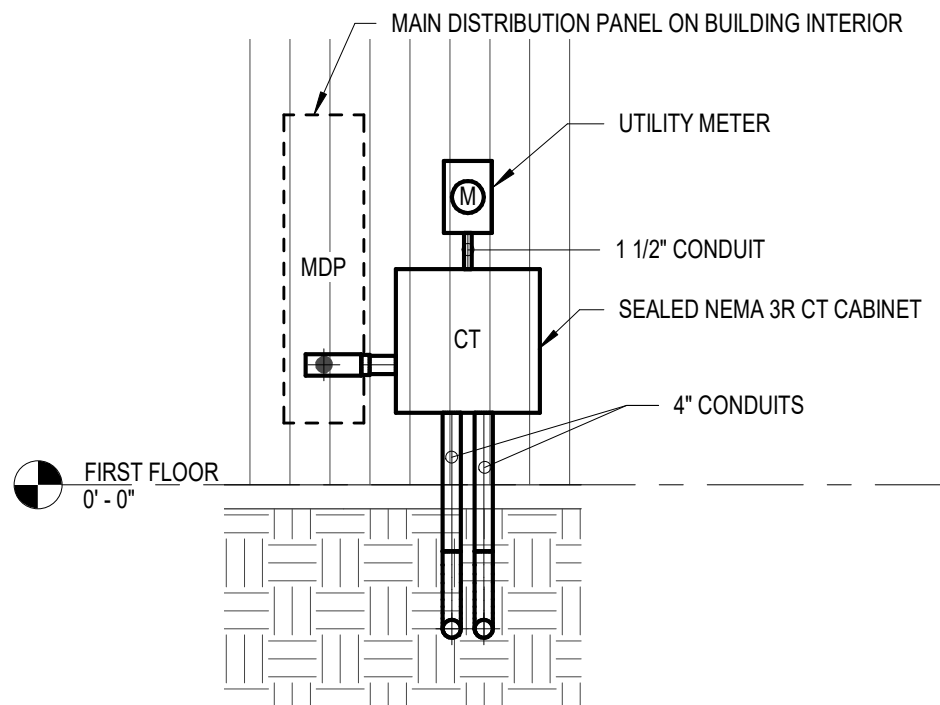 MAIN DISTRIBUTION PANEL ON BUILDING INTERIOR
UTILITY METER
M
1 1/2" CONDUIT
MDP
SEALED NEMA 3R CT CABINET
CT
4" CONDUITS
FIRST FLOOR
0' - 0"